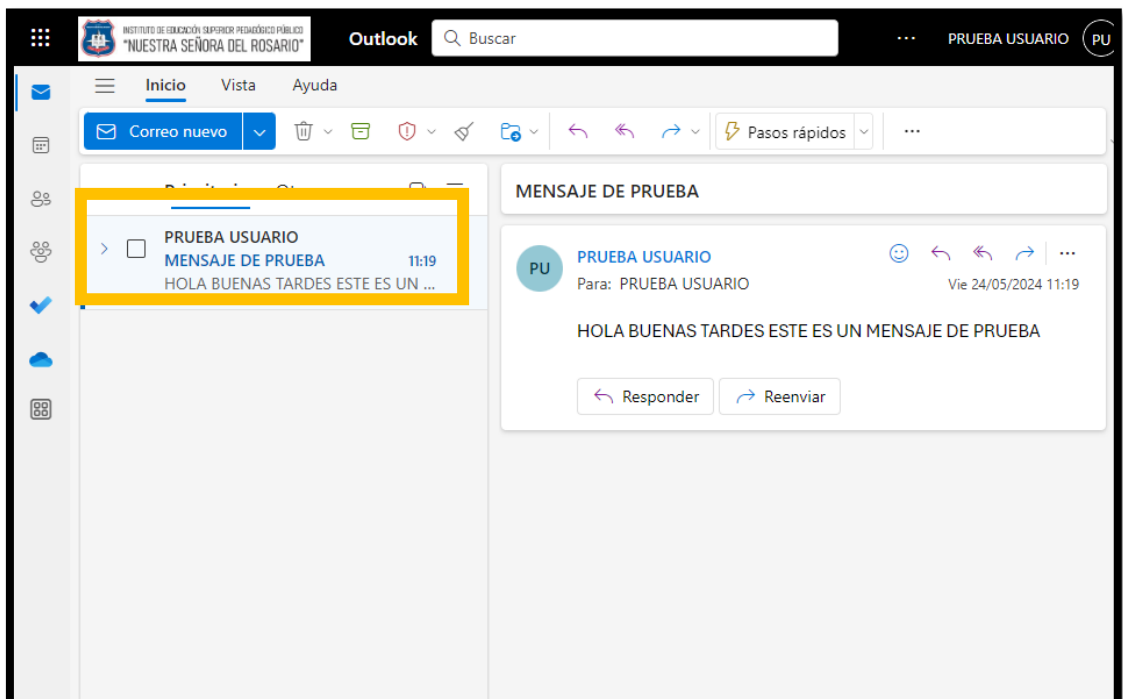 INSTITUTO DE EDUCACIÓN SUPERIOR PEDAGÓGICO PÚBLICO
"NUESTRA SEÑORA DEL ROSARIO"
Outlook
Buscar
PRUEBA USUARIO
PU
Inicio Vista Ayuda
Correo nuevo
Pasos rápidos
MENSAJE DE PRUEBA
PRUEBA USUARIO
MENSAJE DE PRUEBA 11:19
HOLA BUENAS TARDES ESTE ES UN ...
PU
PRUEBA USUARIO
Para: PRUEBA USUARIO
Vie 24/05/2024 11:19
HOLA BUENAS TARDES ESTE ES UN MENSAJE DE PRUEBA
Responder Reenviar